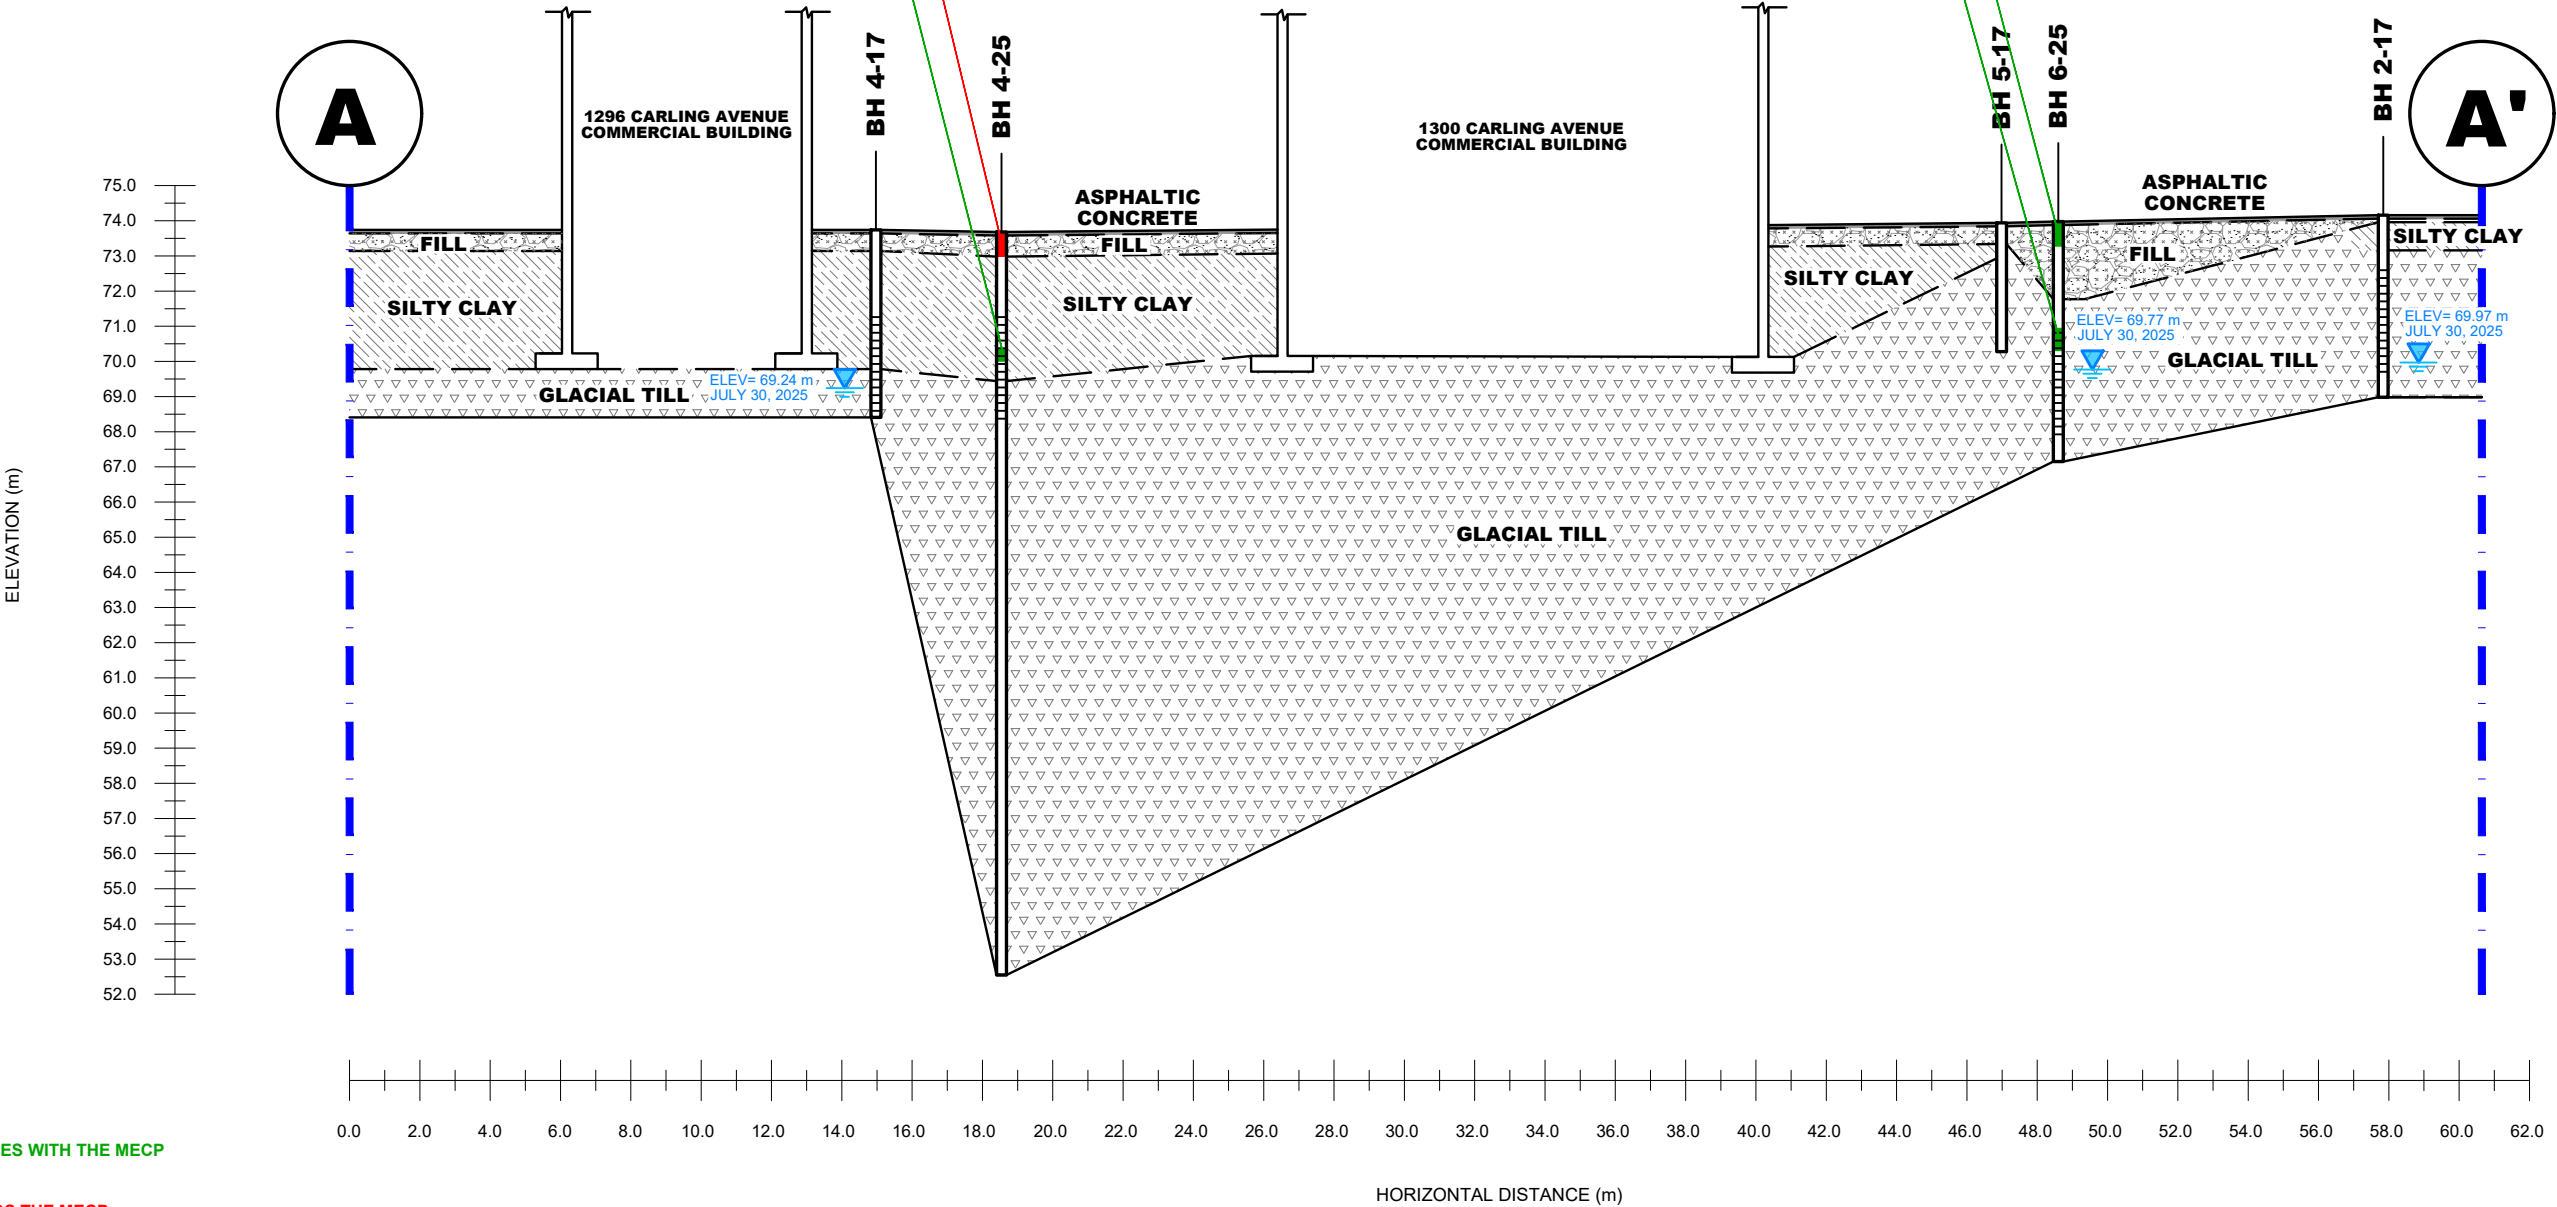 A
1296 CARLING AVENUE
COMMERCIAL BUILDING
BH 4-17
BH 4-25
1300 CARLING AVENUE
COMMERCIAL BUILDING
BH 5-17
BH 6-25
BH 2-17
A'
ASPHALTIC
CONCRETE
ASPHALTIC
CONCRETE
FILL
FILL
FILL
SILTY CLAY
SILTY CLAY
SILTY CLAY
SILTY CLAY
ELEV= 69.24 m
JULY 30, 2025
ELEV= 69.77 m
JULY 30, 2025
ELEV= 69.97 m
JULY 30, 2025
GLACIAL TILL
GLACIAL TILL
GLACIAL TILL
ELEVATION (m)
75.0
74.0
73.0
72.0
71.0
70.0
69.0
68.0
67.0
66.0
65.0
64.0
63.0
62.0
61.0
60.0
59.0
58.0
57.0
56.0
55.0
54.0
53.0
52.0
0.0 2.0 4.0 6.0 8.0 10.0 12.0 14.0 16.0 18.0 20.0 22.0 24.0 26.0 28.0 30.0 32.0 34.0 36.0 38.0 40.0 42.0 44.0 46.0 48.0 50.0 52.0 54.0 56.0 58.0 60.0 62.0
HORIZONTAL DISTANCE (m)
ES WITH THE MECP
THE MECP